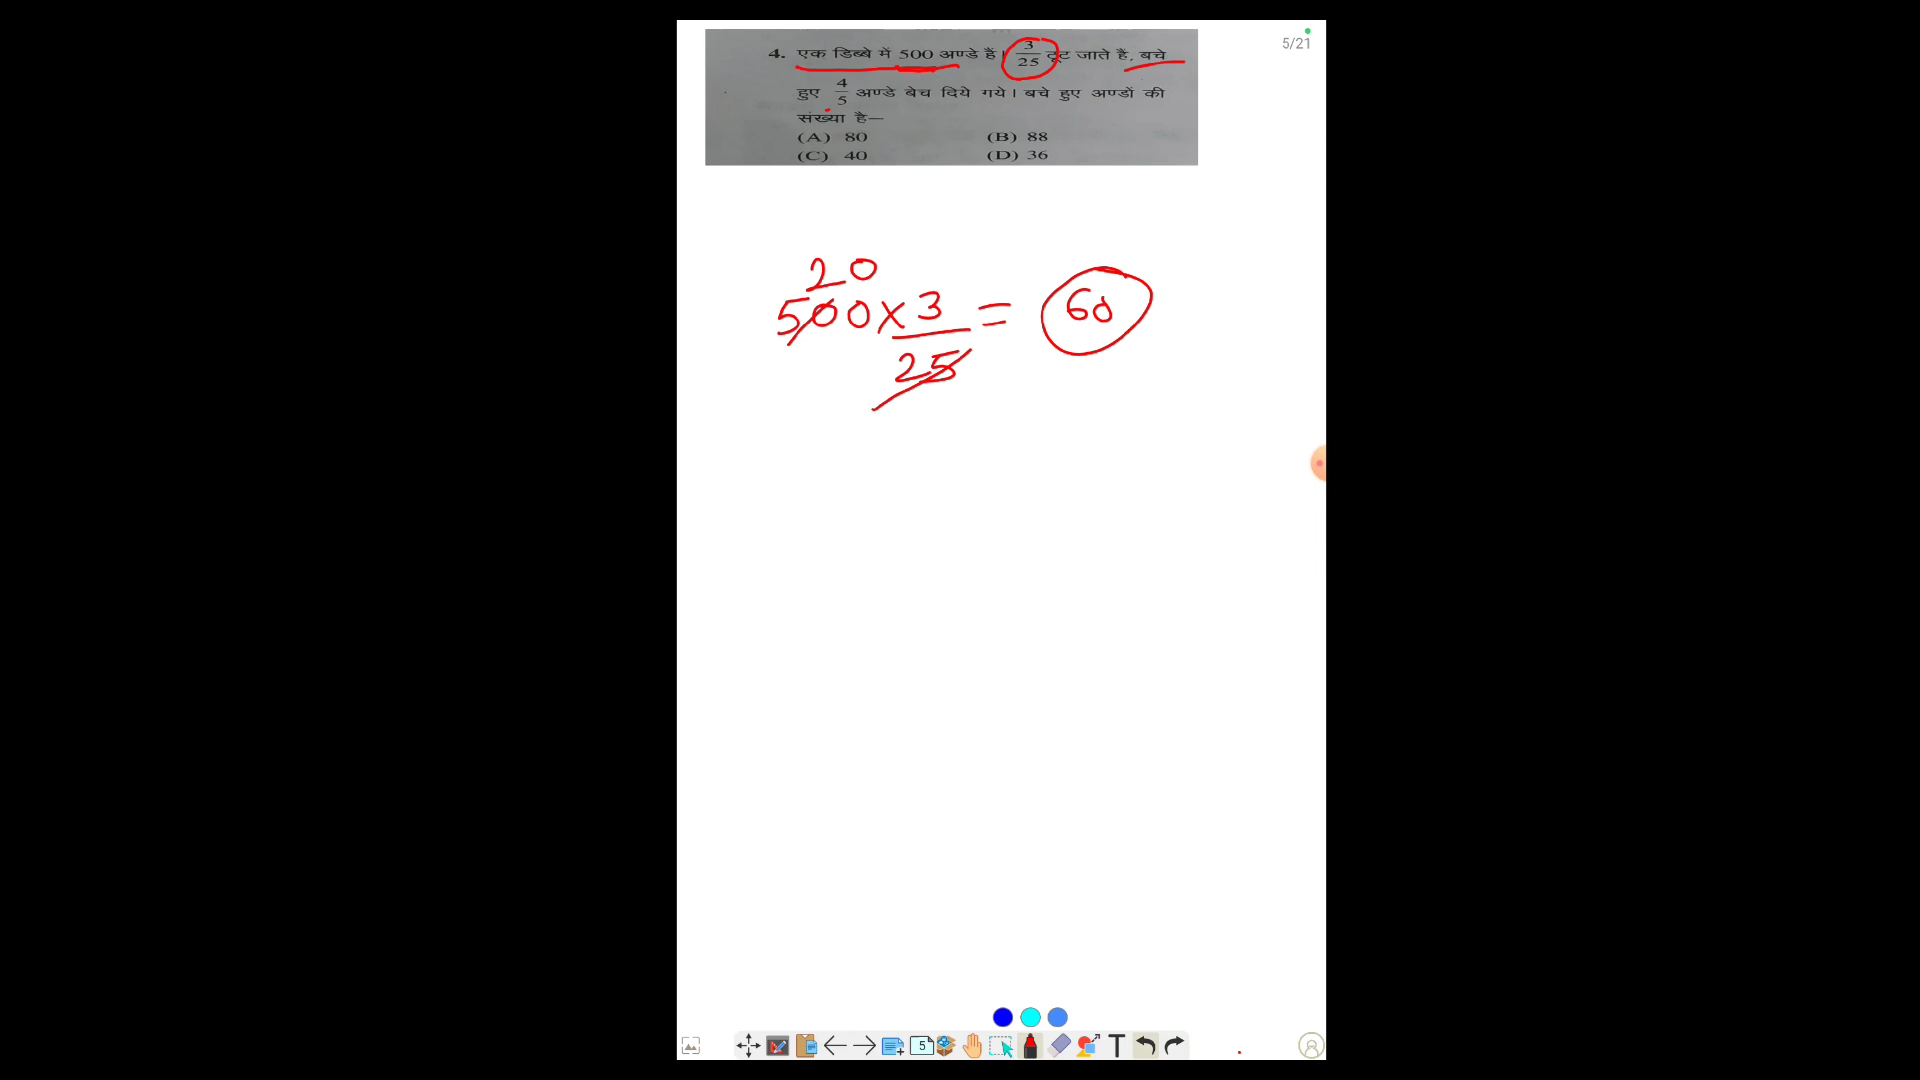 5/21
4. एक डिब्बे में 500 अण्डे हैं। 3/25 टूट जाते हैं, बचे
हुए 4/5 अण्डे बेच दिये गये। बचे हुए अण्डों की
संख्या है—
(A) 80 (B) 88
(C) 40 (D) 36
20
500 × 3 = 60
25
5 T